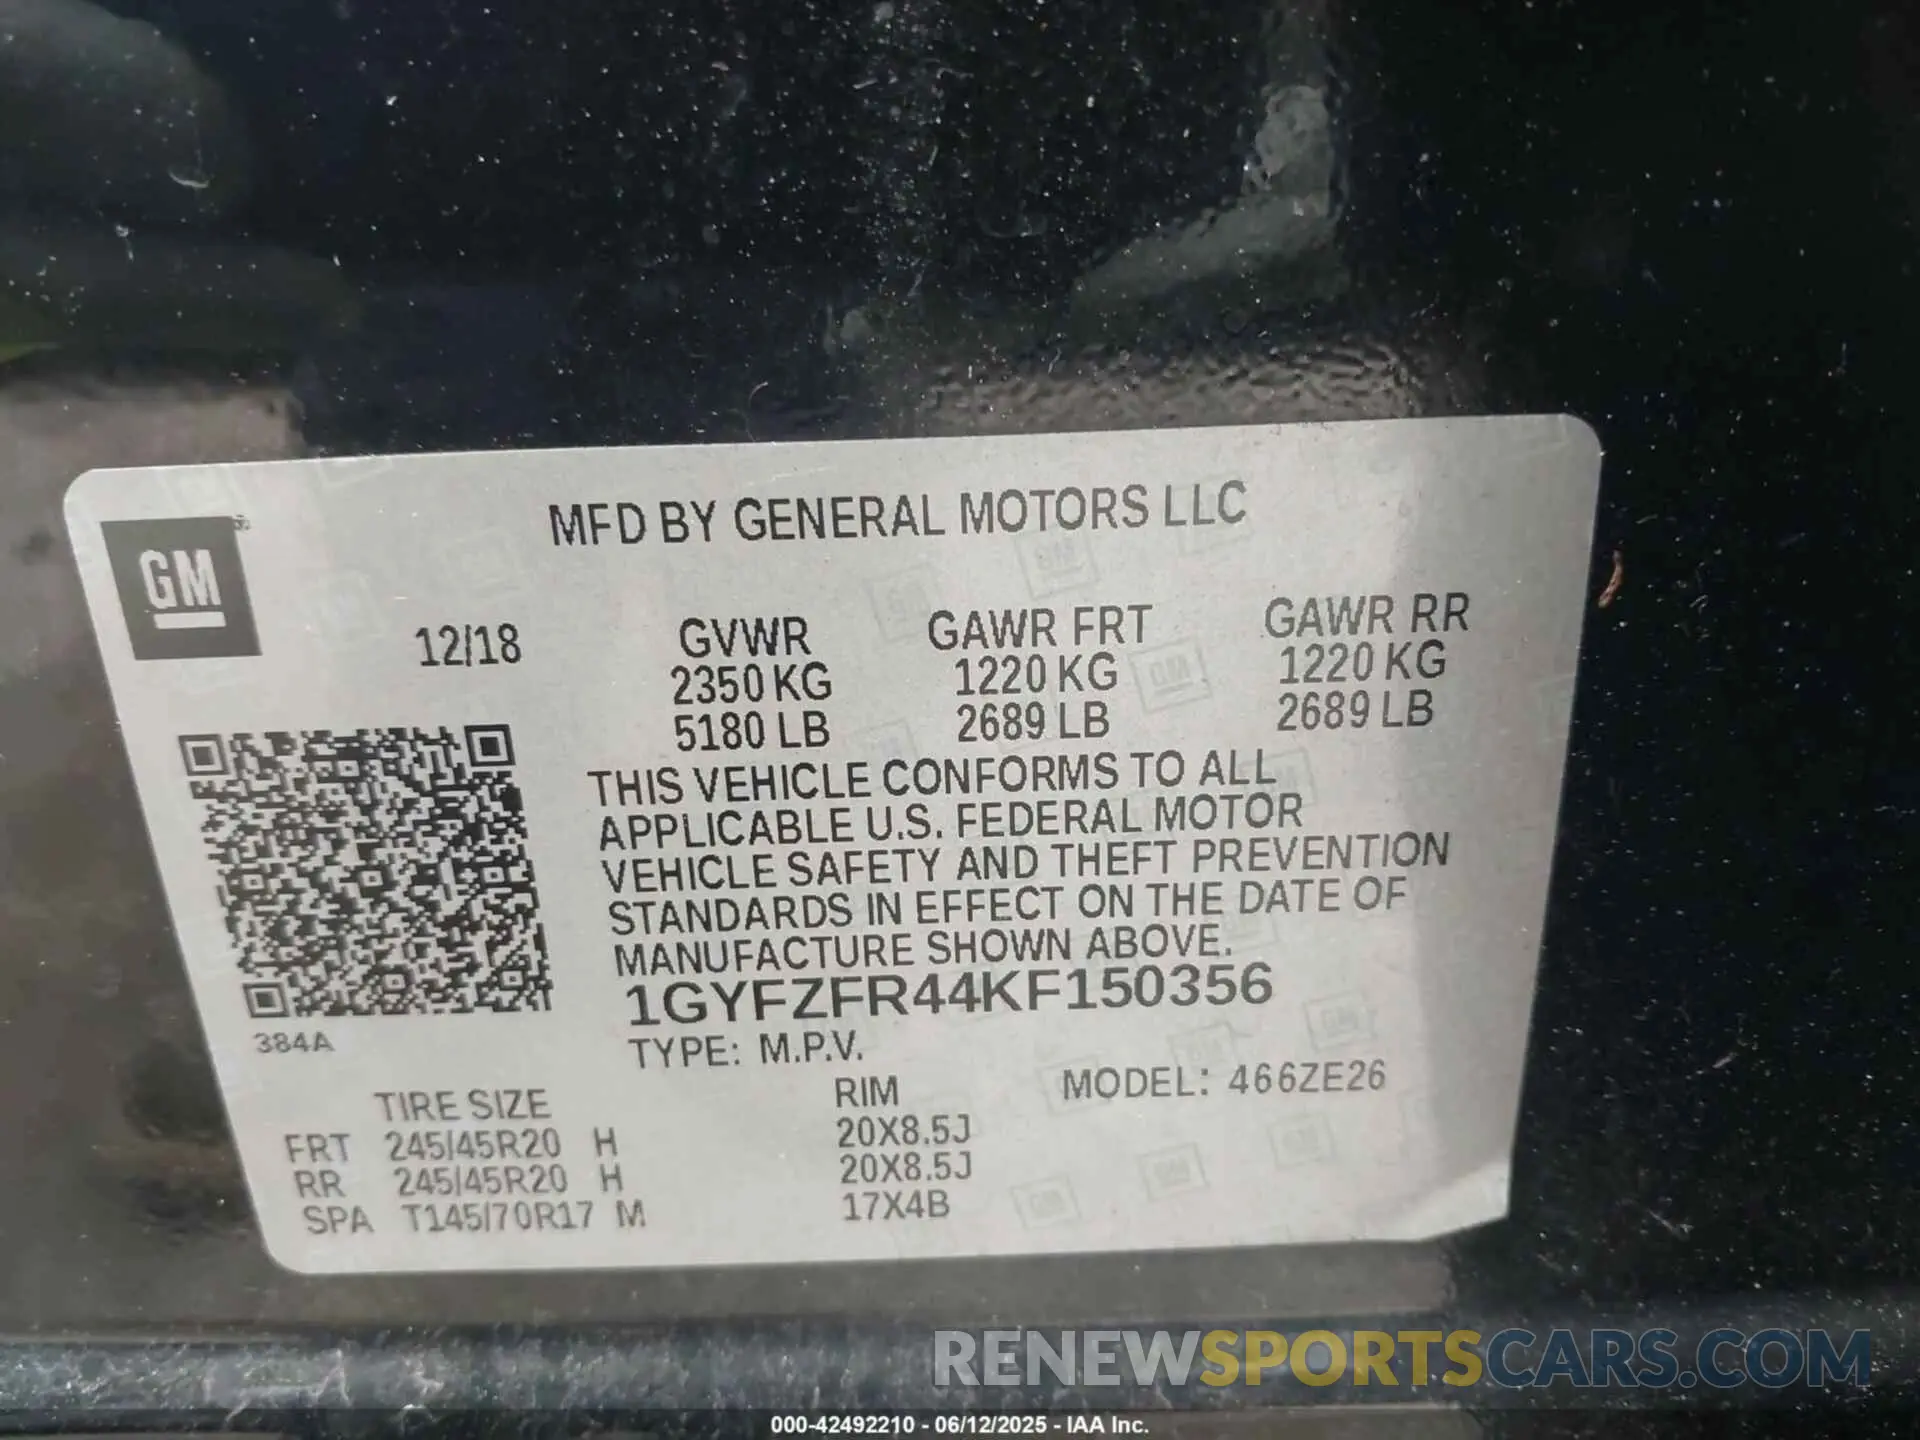 MFD BY GENERAL MOTORS LLC
GM
12/18 GVWR GAWR FRT GAWR RR
2350 KG 1220 KG 1220 KG
5180 LB 2689 LB 2689 LB
THIS VEHICLE CONFORMS TO ALL
APPLICABLE U.S. FEDERAL MOTOR
VEHICLE SAFETY AND THEFT PREVENTION
STANDARDS IN EFFECT ON THE DATE OF
MANUFACTURE SHOWN ABOVE.
1GYFZFR44KF150356
384A
TYPE: M.P.V.
TIRE SIZE RIM MODEL: 466ZE26
FRT 245/45R20 H 20X8.5J
RR 245/45R20 H 20X8.5J
SPA T145/70R17 M 17X4B
RENEWSPORTSCARS.COM
000-42492210 - 06/12/2025 - IAA Inc.